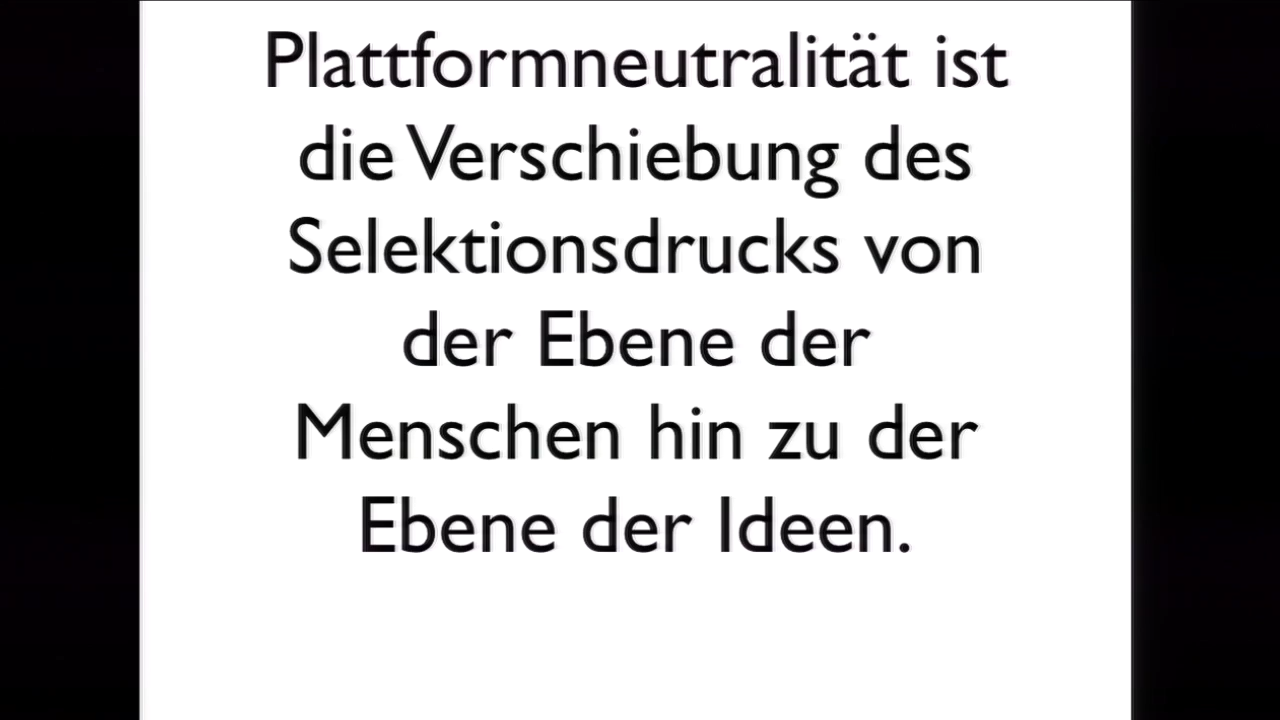 Plattformneutralität ist
die Verschiebung des
Selektionsdrucks von
der Ebene der
Menschen hin zu der
Ebene der Ideen.